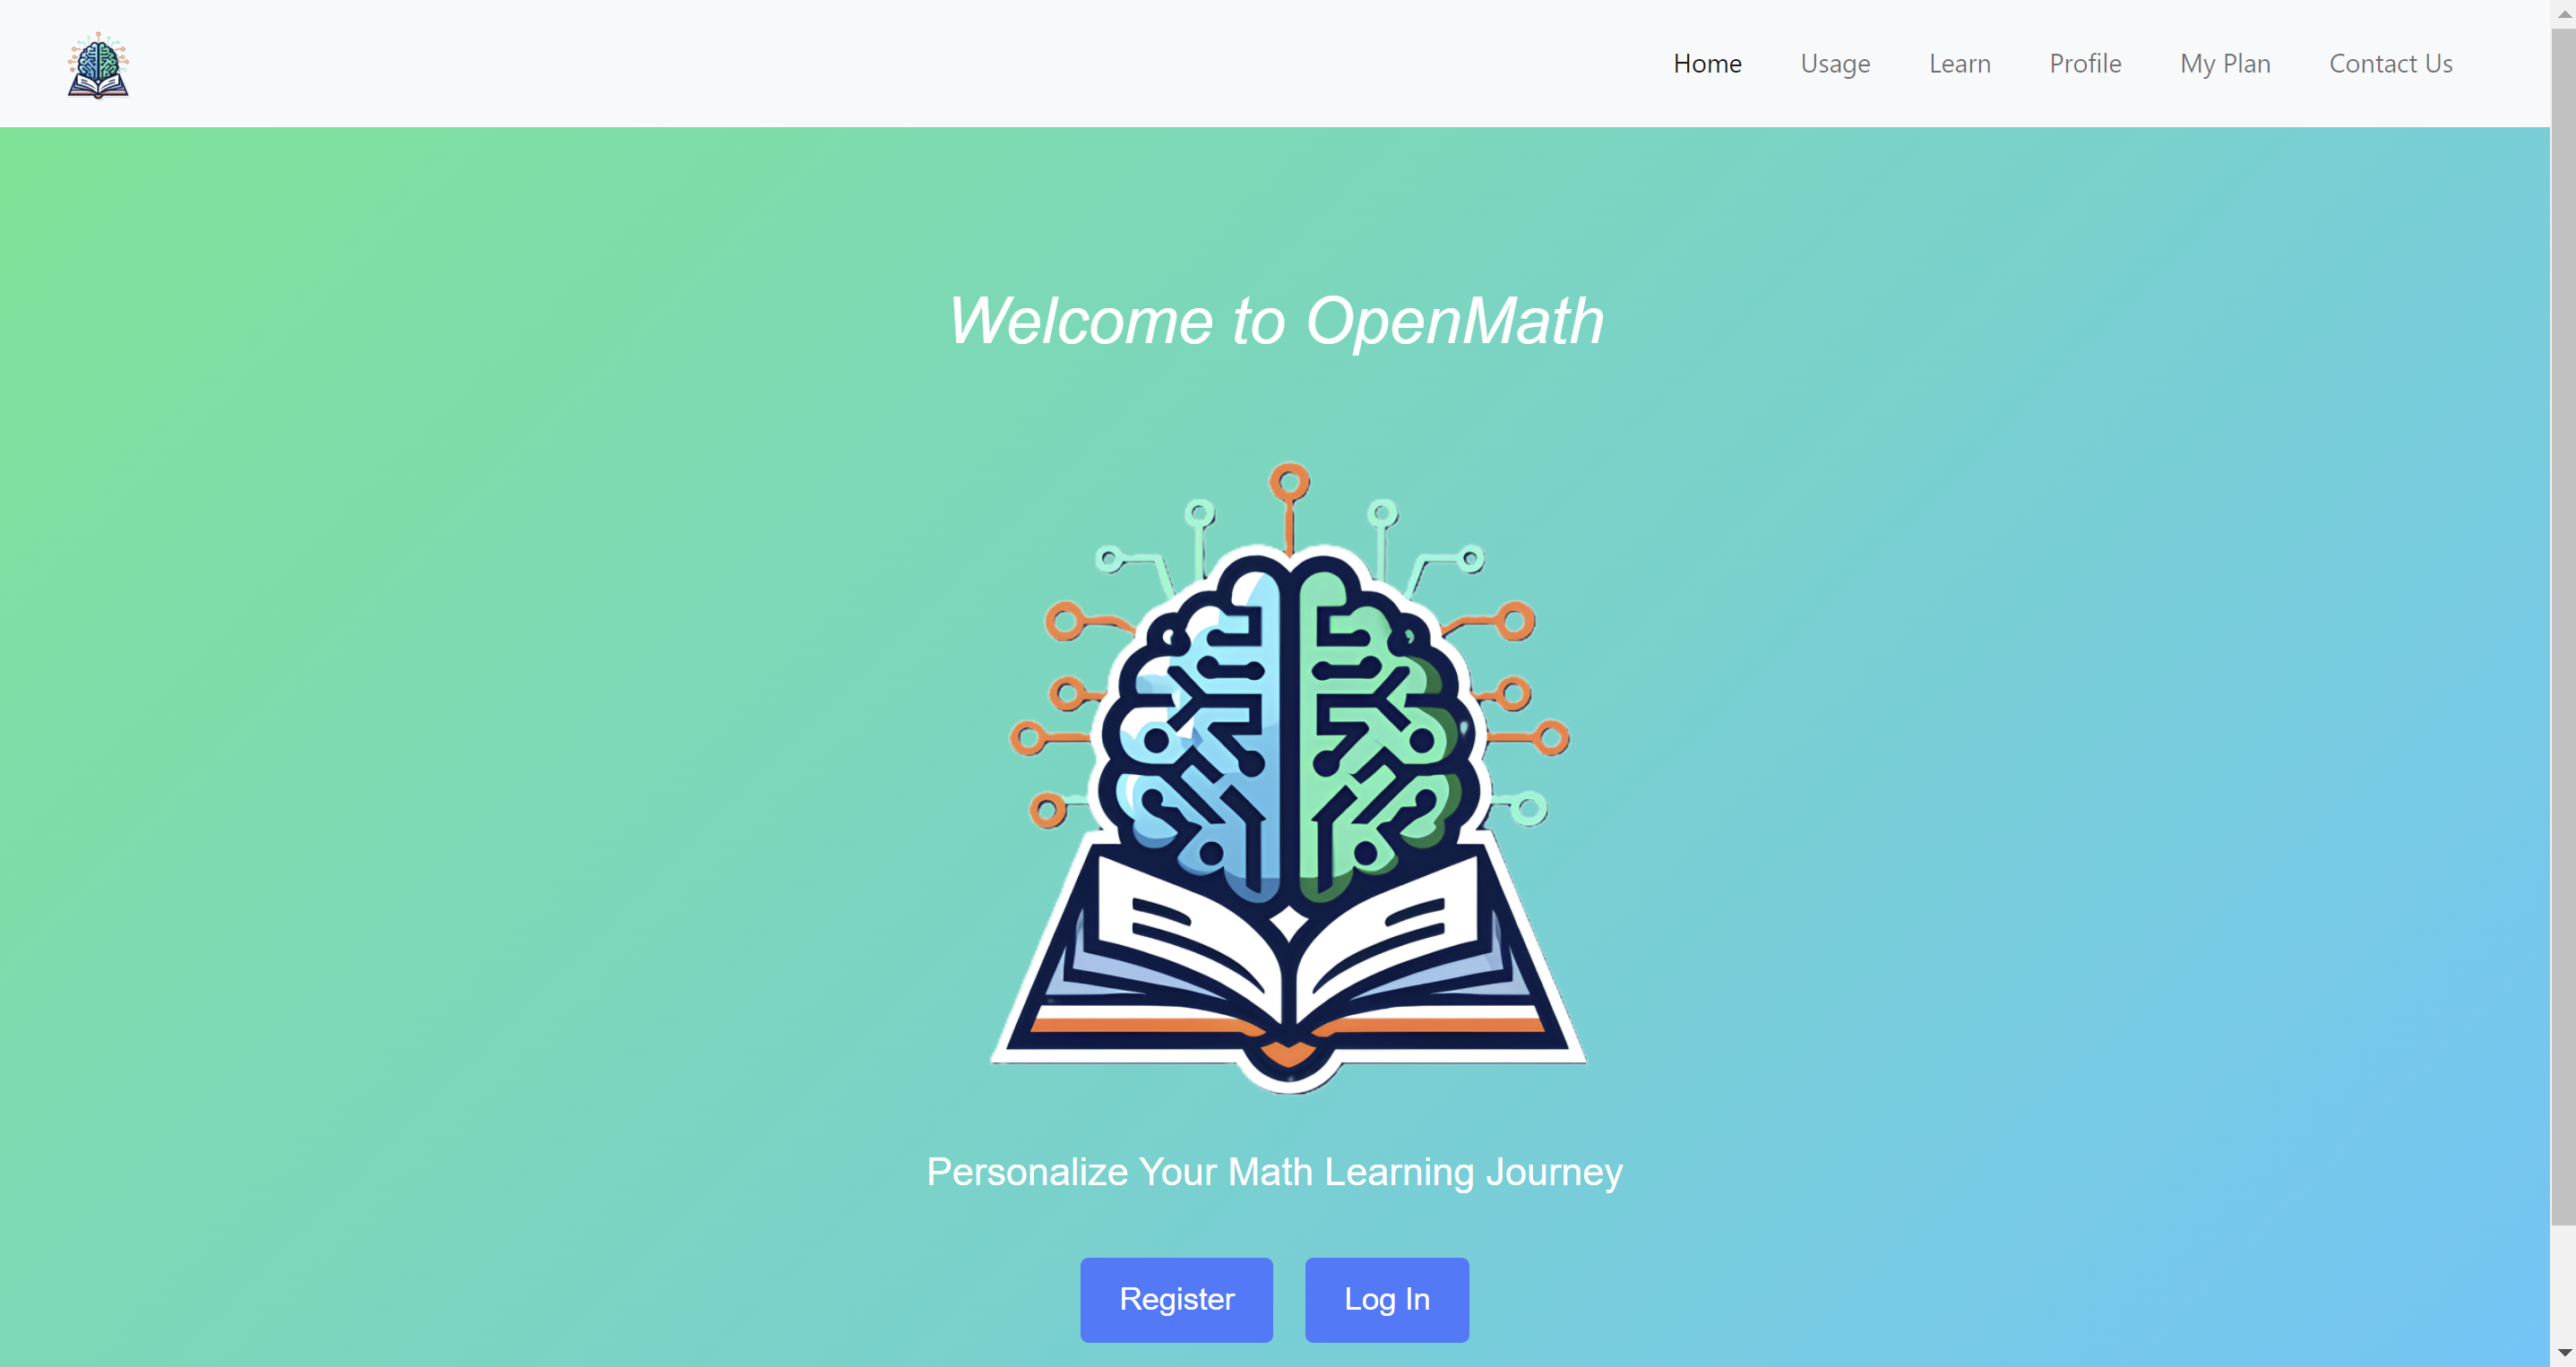 Home Usage Learn Profile My Plan Contact Us
Welcome to OpenMath
Personalize Your Math Learning Journey
Register Log In